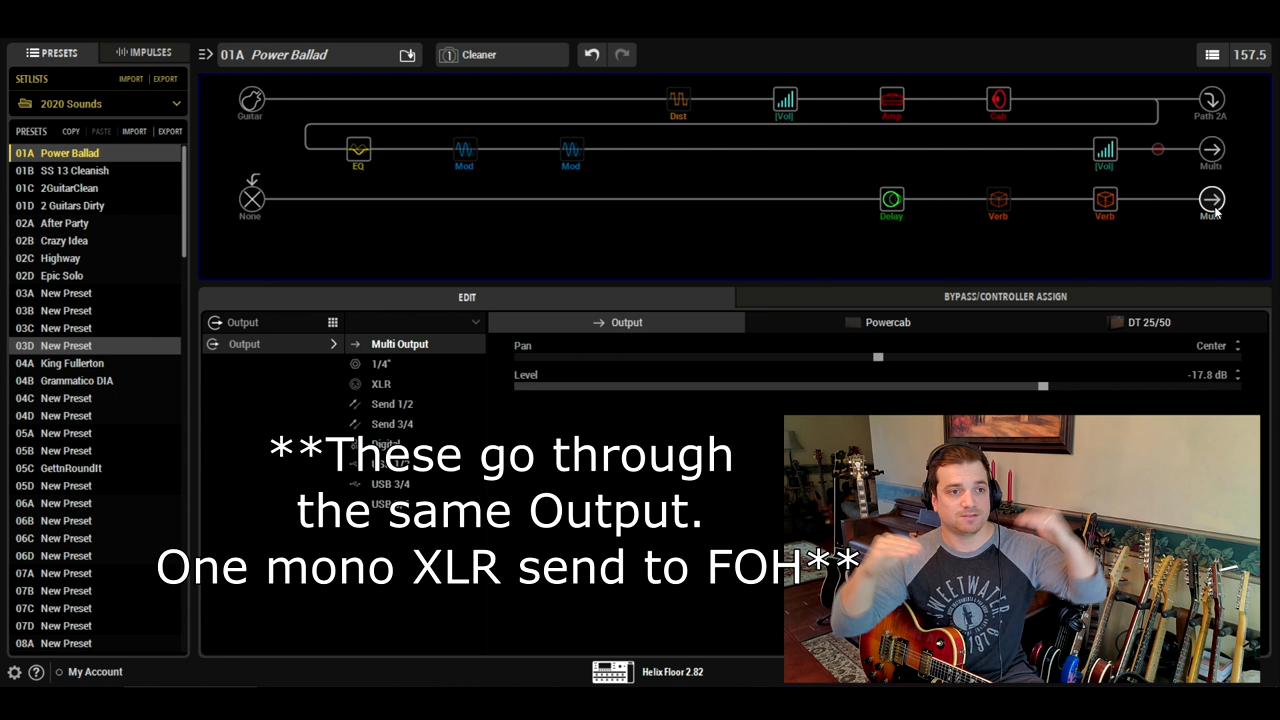 PRESETS
IMPULSES
01A Power Ballad
1 Cleaner
157.5
SETLISTS IMPORT | EXPORT
2020 Sounds
PRESETS COPY PASTE IMPORT EXPORT
01A Power Ballad
01B SS 13 Cleanish
01C 2GuitarClean
01D 2 Guitars Dirty
02A After Party
02B Crazy Idea
02C Highway
02D Epic Solo
03A New Preset
03B New Preset
03C New Preset
03D New Preset
04A King Fullerton
04B Grammatico DIA
04C New Preset
04D New Preset
05A New Preset
05B New Preset
05C GettnRoundIt
05D New Preset
06A New Preset
06B New Preset
06C New Preset
06D New Preset
07A New Preset
07B New Preset
07C New Preset
07D New Preset
08A New Preset
Guitar Dist [Vol] Amp Cab Path 2A
EQ Mod Mod [Vol] Multi
None Delay Verb Verb
EDIT BYPASS/CONTROLLER ASSIGN
Output
Output
Multi Output
1/4"
XLR
Send 1/2
Send 3/4
Digital
USB 3/4
Output Powercab DT 25/50
Pan Center
Level -17.8 dB
**These go through
the same Output.
One mono XLR send to FOH**
SWEETWATER
1979
My Account
Helix Floor 2.82